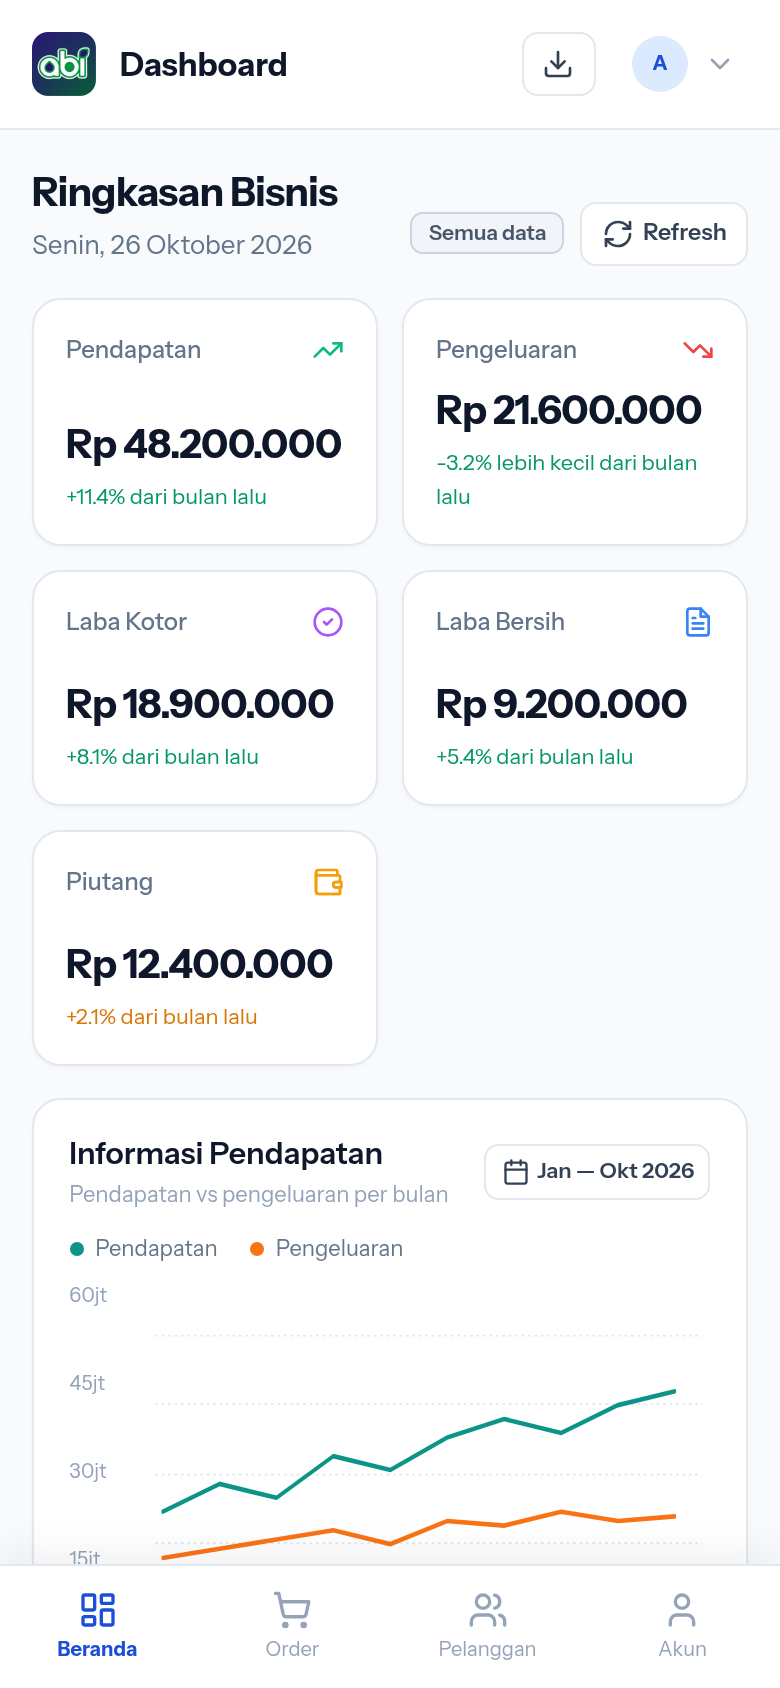 abi
Dashboard
A
Ringkasan Bisnis
Senin, 26 Oktober 2026
Semua data
Refresh
Pendapatan
Rp 48.200.000
+11.4% dari bulan lalu
Pengeluaran
Rp 21.600.000
-3.2% lebih kecil dari bulan
lalu
Laba Kotor
Rp 18.900.000
+8.1% dari bulan lalu
Laba Bersih
Rp 9.200.000
+5.4% dari bulan lalu
Piutang
Rp 12.400.000
+2.1% dari bulan lalu
Informasi Pendapatan
Pendapatan vs pengeluaran per bulan
Jan — Okt 2026
Pendapatan
Pengeluaran
60jt
45jt
30jt
15jt
Beranda
Order
Pelanggan
Akun